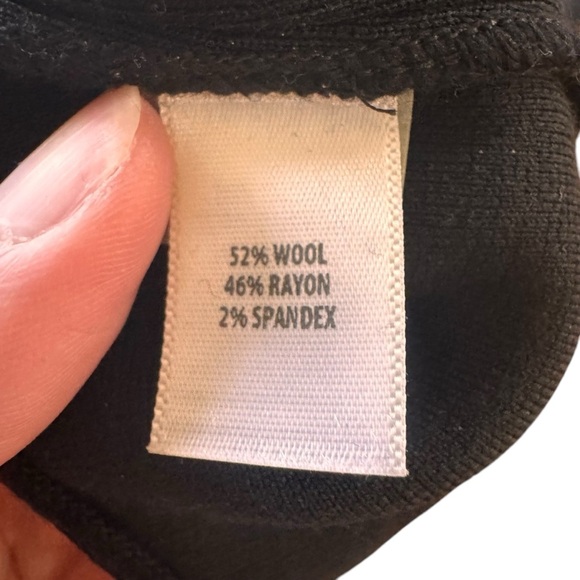 52% WOOL
46% RAYON
2% SPANDEX